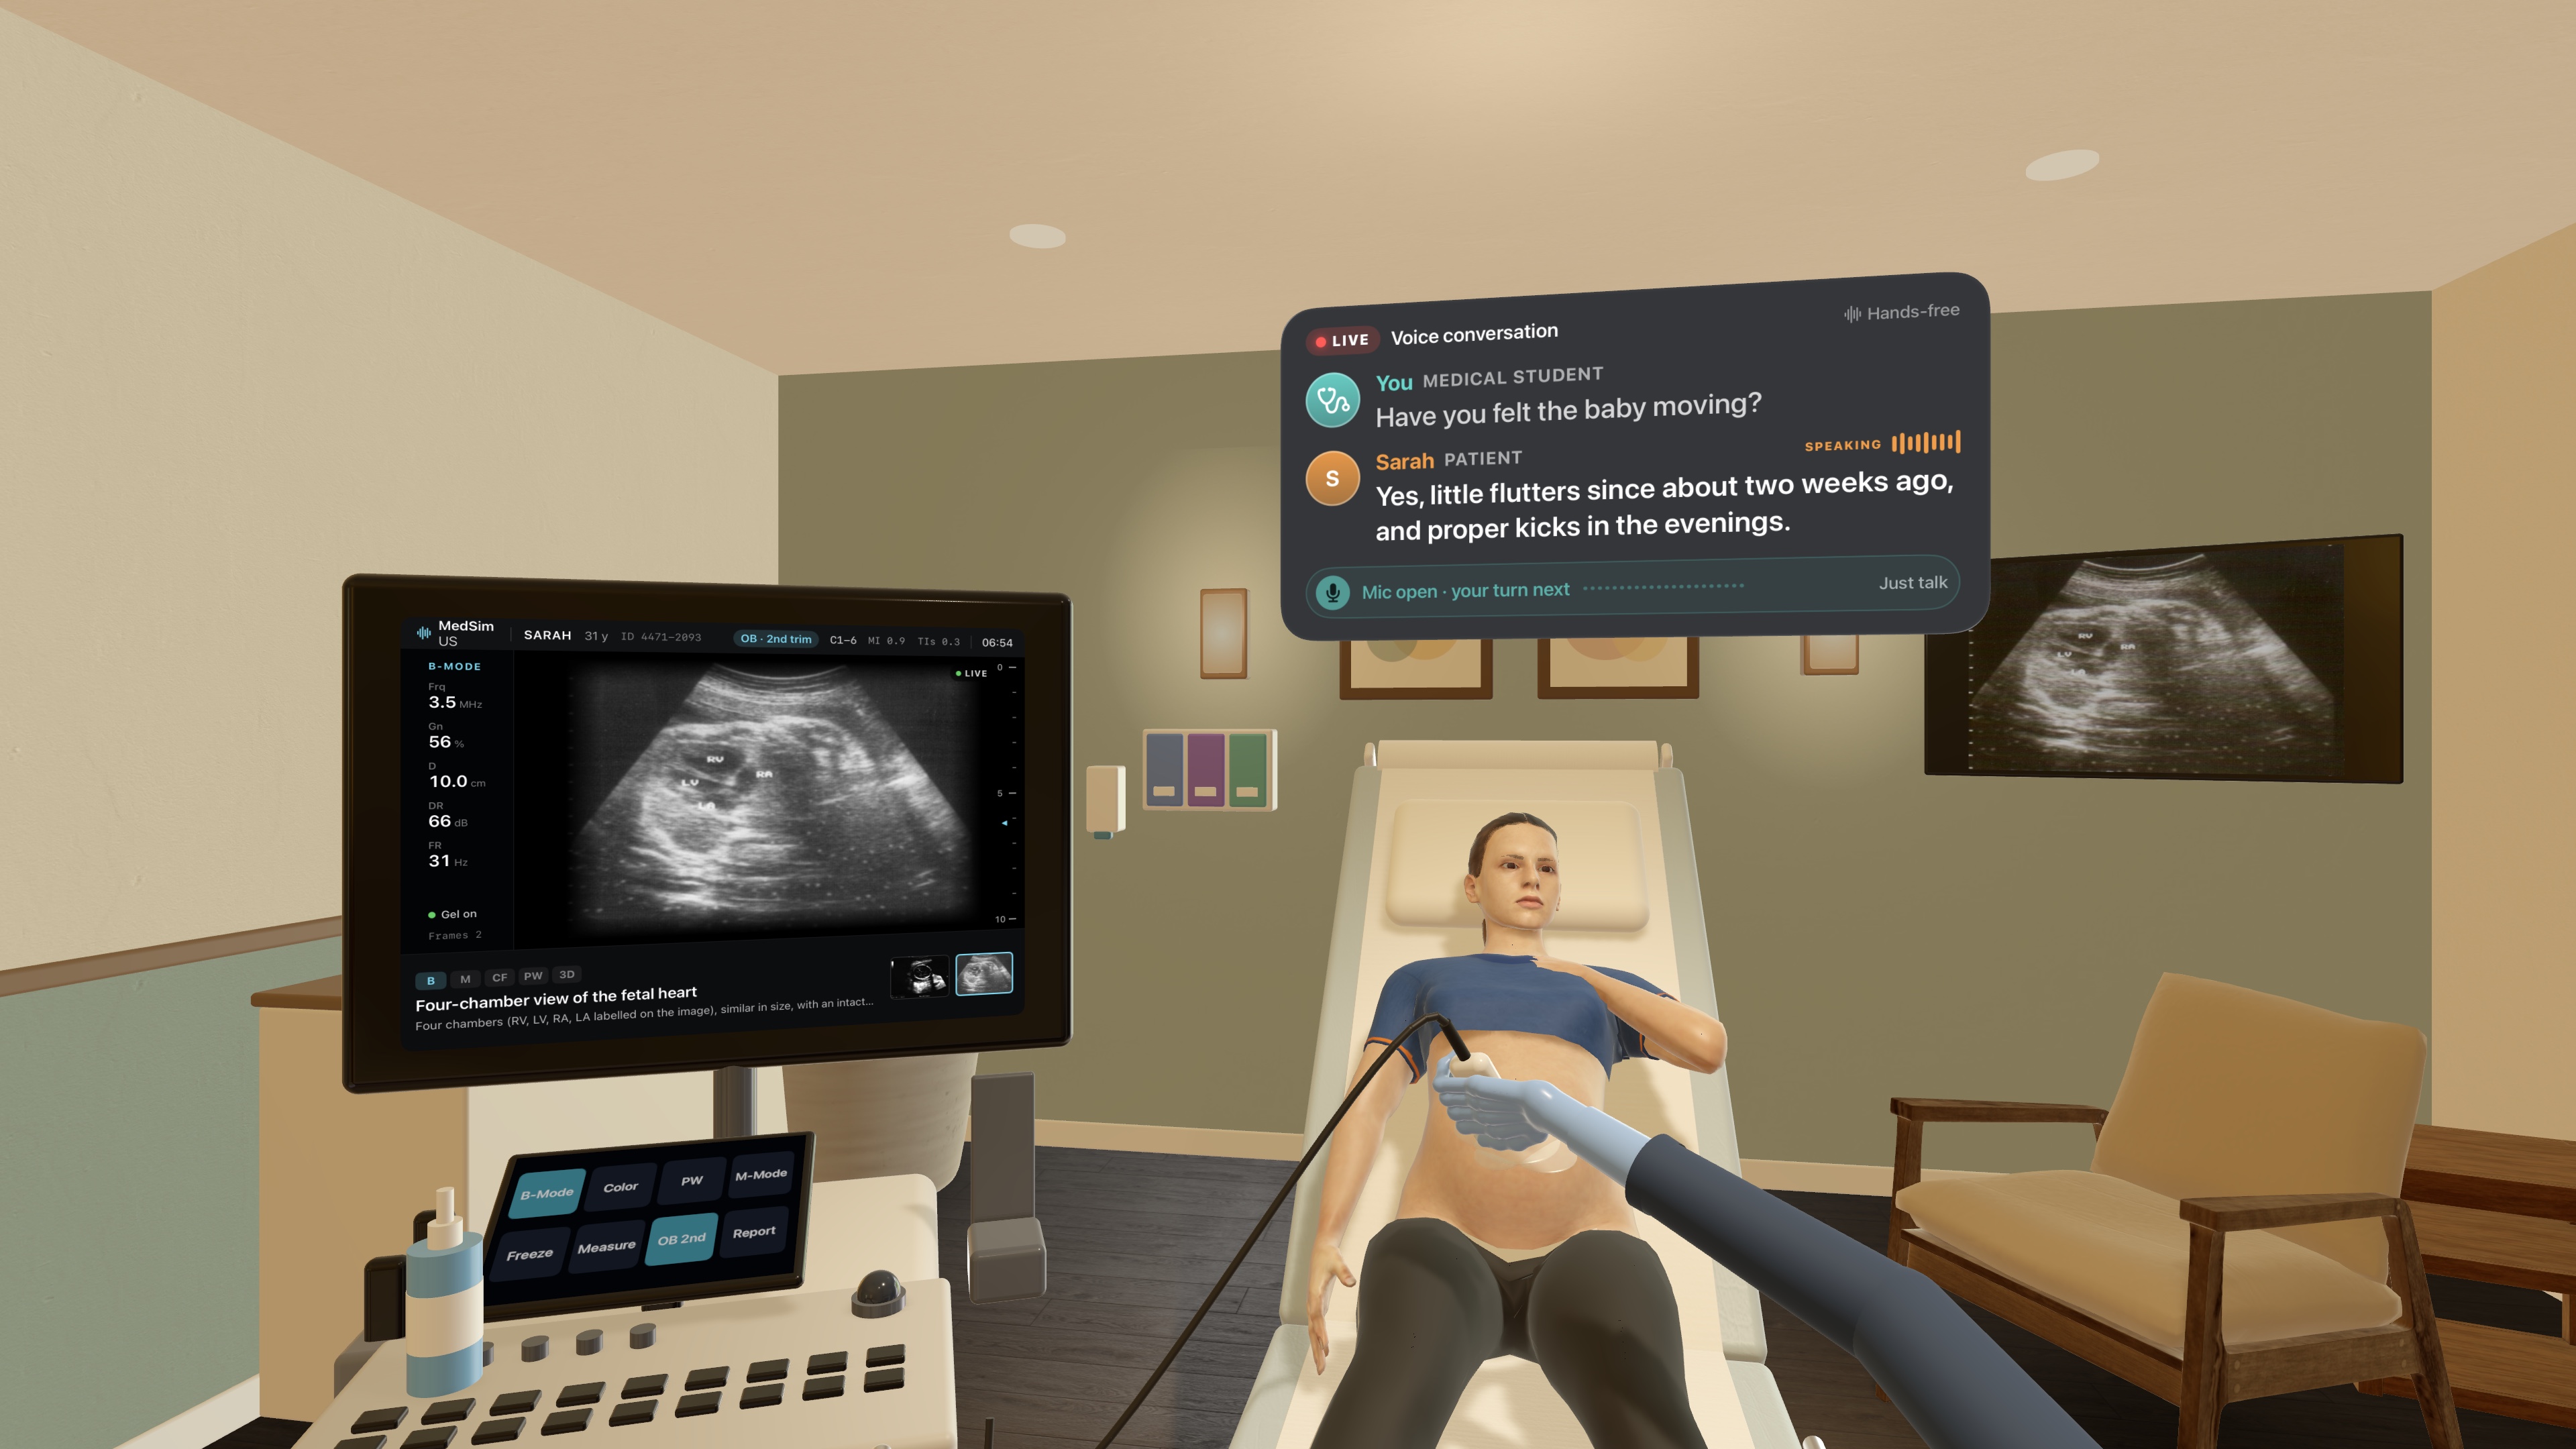 Hands-free
LIVE Voice conversation
You MEDICAL STUDENT
Have you felt the baby moving?
SPEAKING
S Sarah PATIENT
Yes, little flutters since about two weeks ago,
and proper kicks in the evenings.
Mic open · your turn next Just talk
MedSim
US
SARAH 31 y ID 4471-2093 OB · 2nd trim C1-6 MI 0.9 TIs 0.3 06:54
B-MODE
LIVE
0
Frq
3.5 MHz
Gn
56 %
D
10.0 cm
DR
66 dB
FR
31 Hz
Gel on
Frames 2
RV
LV RA
LA
5
10
B M CF PW 3D
Four-chamber view of the fetal heart
Four chambers (RV, LV, RA, LA labelled on the image), similar in size, with an intact...
RV
LV RA
LA
B-Mode Color PW M-Mode
Freeze Measure OB 2nd Report